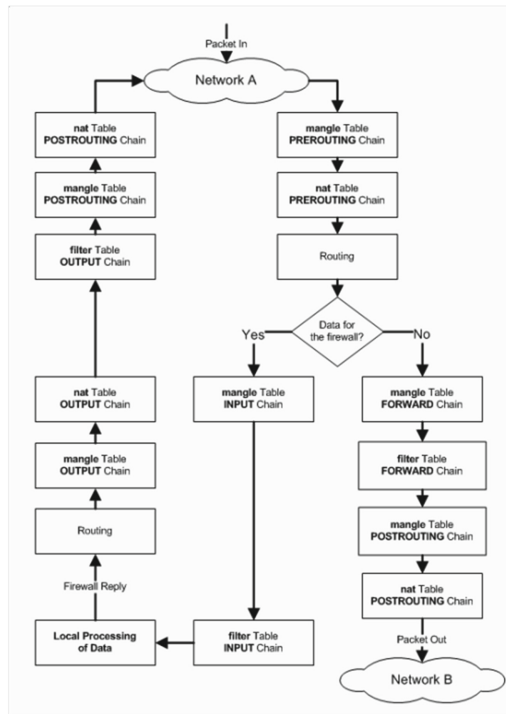 Packet In
Network A
nat Table
POSTROUTING Chain
mangle Table
POSTROUTING Chain
filter Table
OUTPUT Chain
nat Table
OUTPUT Chain
mangle Table
OUTPUT Chain
Routing
Firewall Reply
Local Processing
of Data
mangle Table
PREROUTING Chain
nat Table
PREROUTING Chain
Routing
Data for
the firewall?
Yes
No
mangle Table
INPUT Chain
filter Table
INPUT Chain
mangle Table
FORWARD Chain
filter Table
FORWARD Chain
mangle Table
POSTROUTING Chain
nat Table
POSTROUTING Chain
Packet Out
Network B